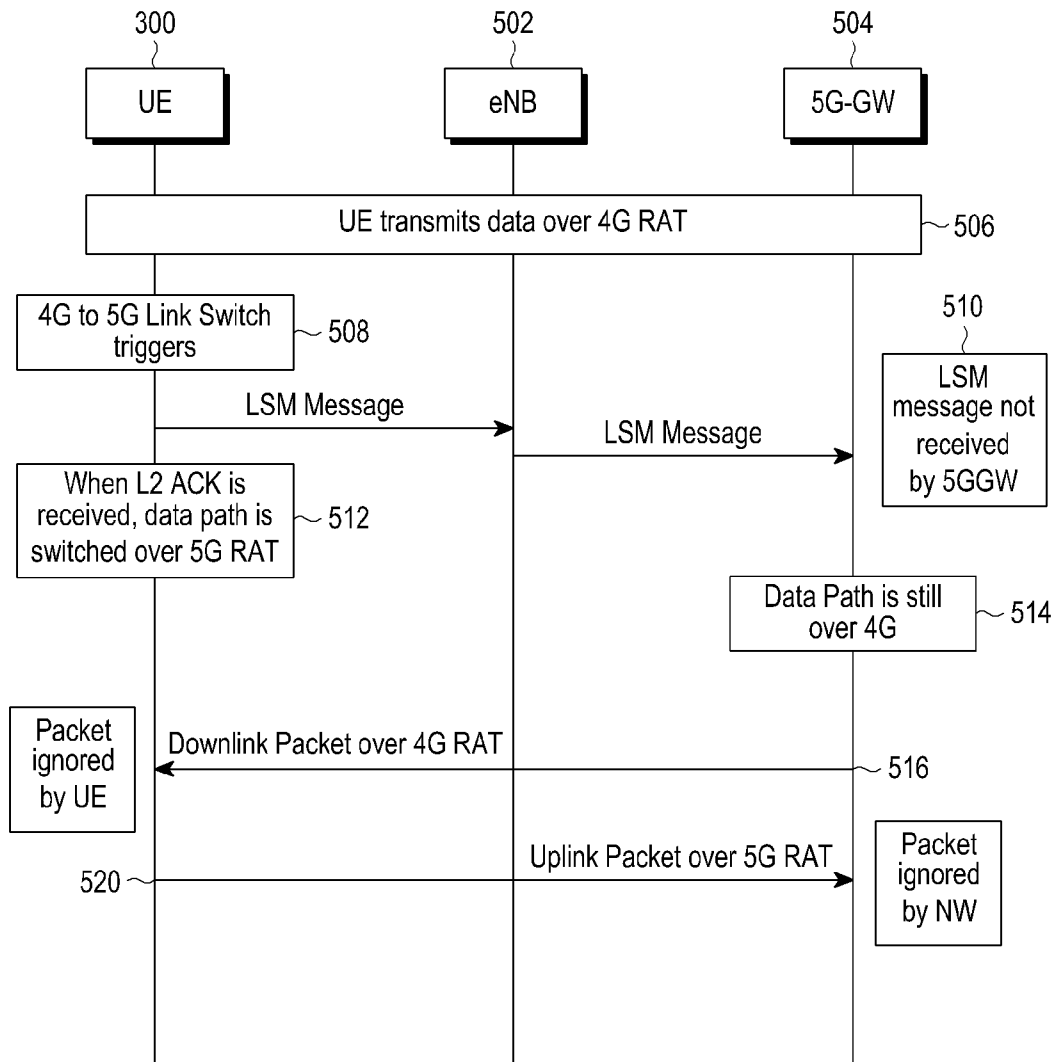 300
502
504
UE
eNB
5G-GW
UE transmits data over 4G RAT
506
4G to 5G Link Switch
triggers
508
510
LSM
message not
received
by 5GGW
LSM Message
LSM Message
When L2 ACK is
received, data path is
switched over 5G RAT
512
Data Path is still
over 4G
514
Packet
ignored
by UE
Downlink Packet over 4G RAT
516
520
Uplink Packet over 5G RAT
Packet
ignored
by NW